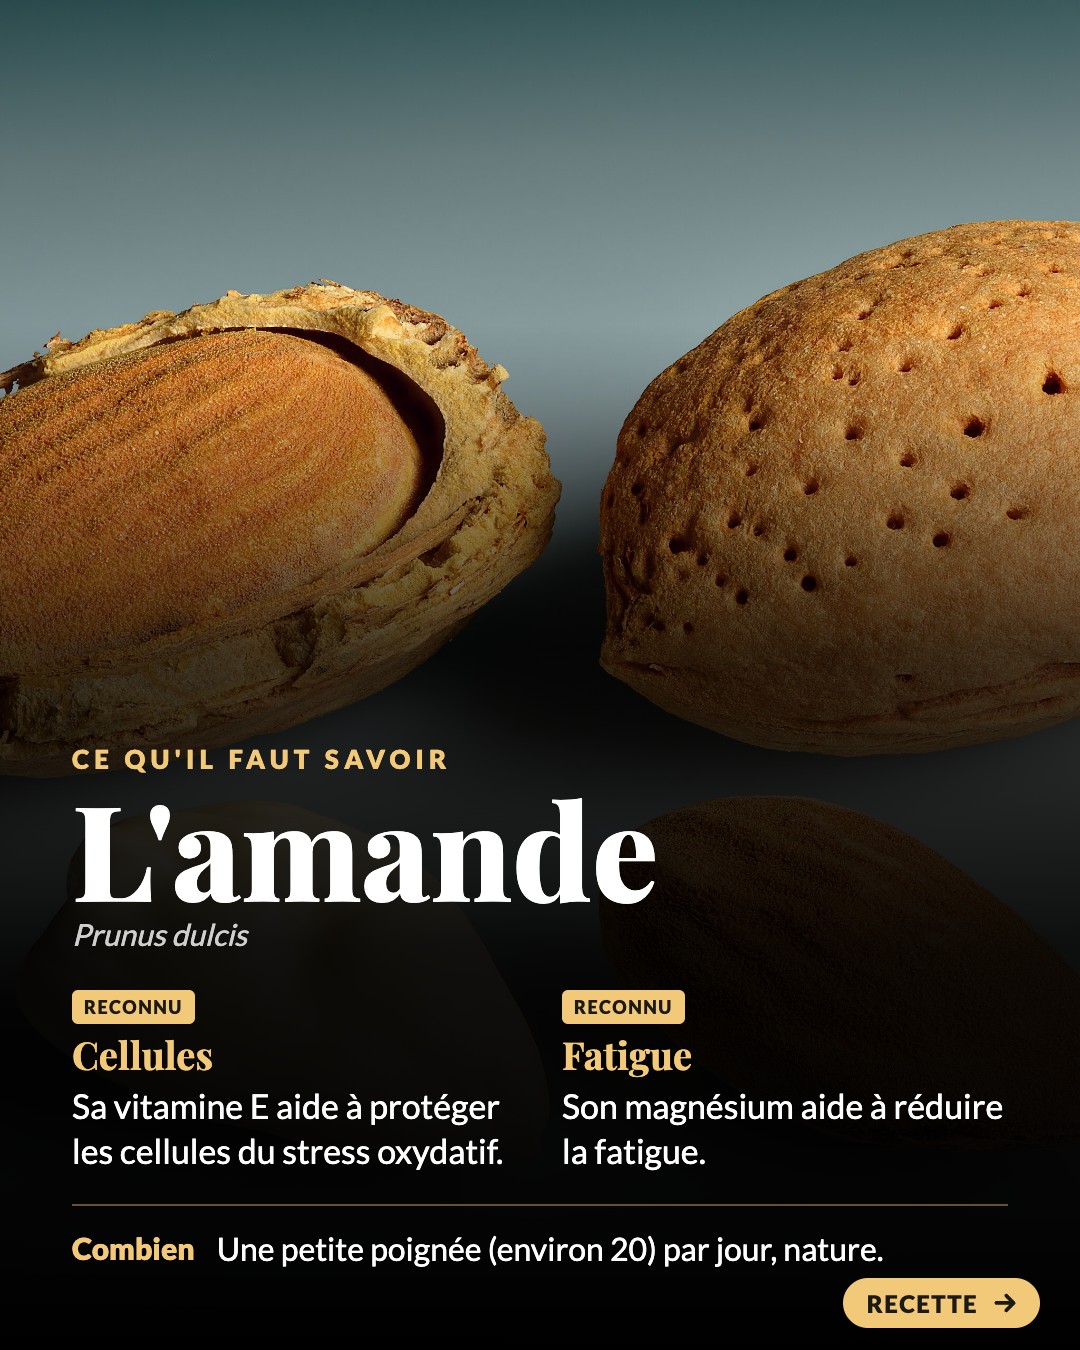 CE QU'IL FAUT SAVOIR
L'amande
Prunus dulcis
RECONNU
Cellules
Sa vitamine E aide à protéger
les cellules du stress oxydatif.
RECONNU
Fatigue
Son magnésium aide à réduire
la fatigue.
Combien Une petite poignée (environ 20) par jour, nature.
RECETTE →